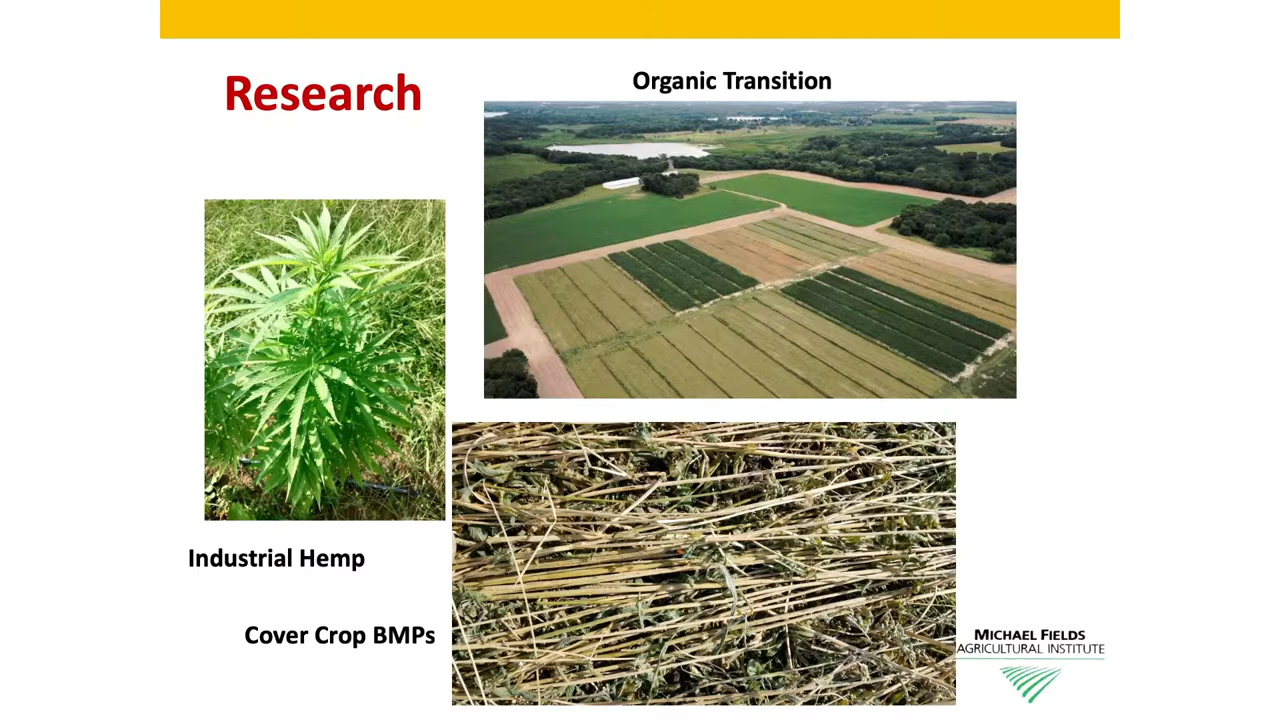 Research
Organic Transition
Industrial Hemp
Cover Crop BMPs
MICHAEL FIELDS
AGRICULTURAL INSTITUTE